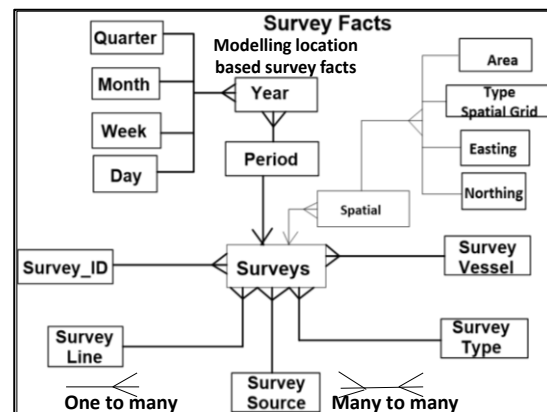 Survey Facts
Modelling location
based survey facts
Quarter
Month
Week
Day
Year
Period
Area
Type
Spatial Grid
Easting
Northing
Spatial
Survey_ID
Surveys
Survey
Vessel
Survey
Line
Survey
Type
Survey
Source
One to many
Many to many